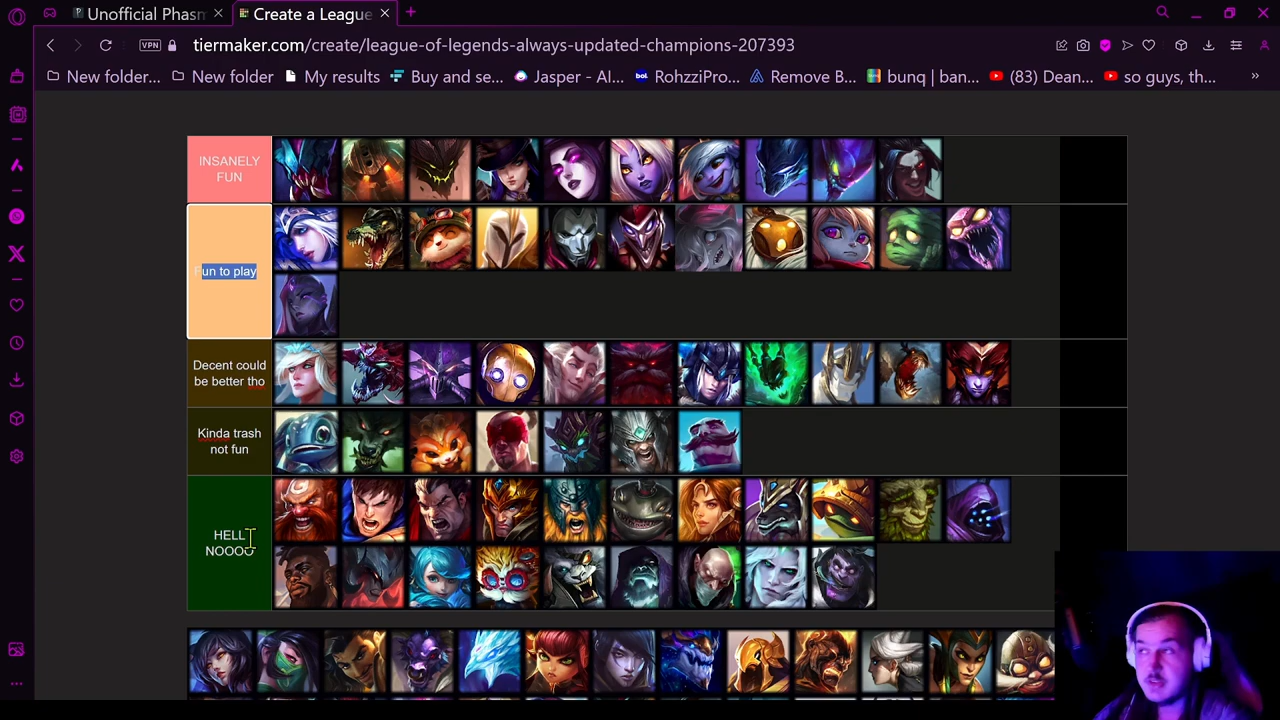 Unofficial Phasm
Create a League
VPN
tiermaker.com/create/league-of-legends-always-updated-champions-207393
New folder...
New folder
My results
Buy and se...
Jasper - AI...
bol
RohzziPro...
Remove B...
bunq | ban...
(83) Dean...
so guys, th...
INSANELY
FUN
Fun to play
Decent could
be better tho
Kinda trash
not fun
HELL
NOOOO